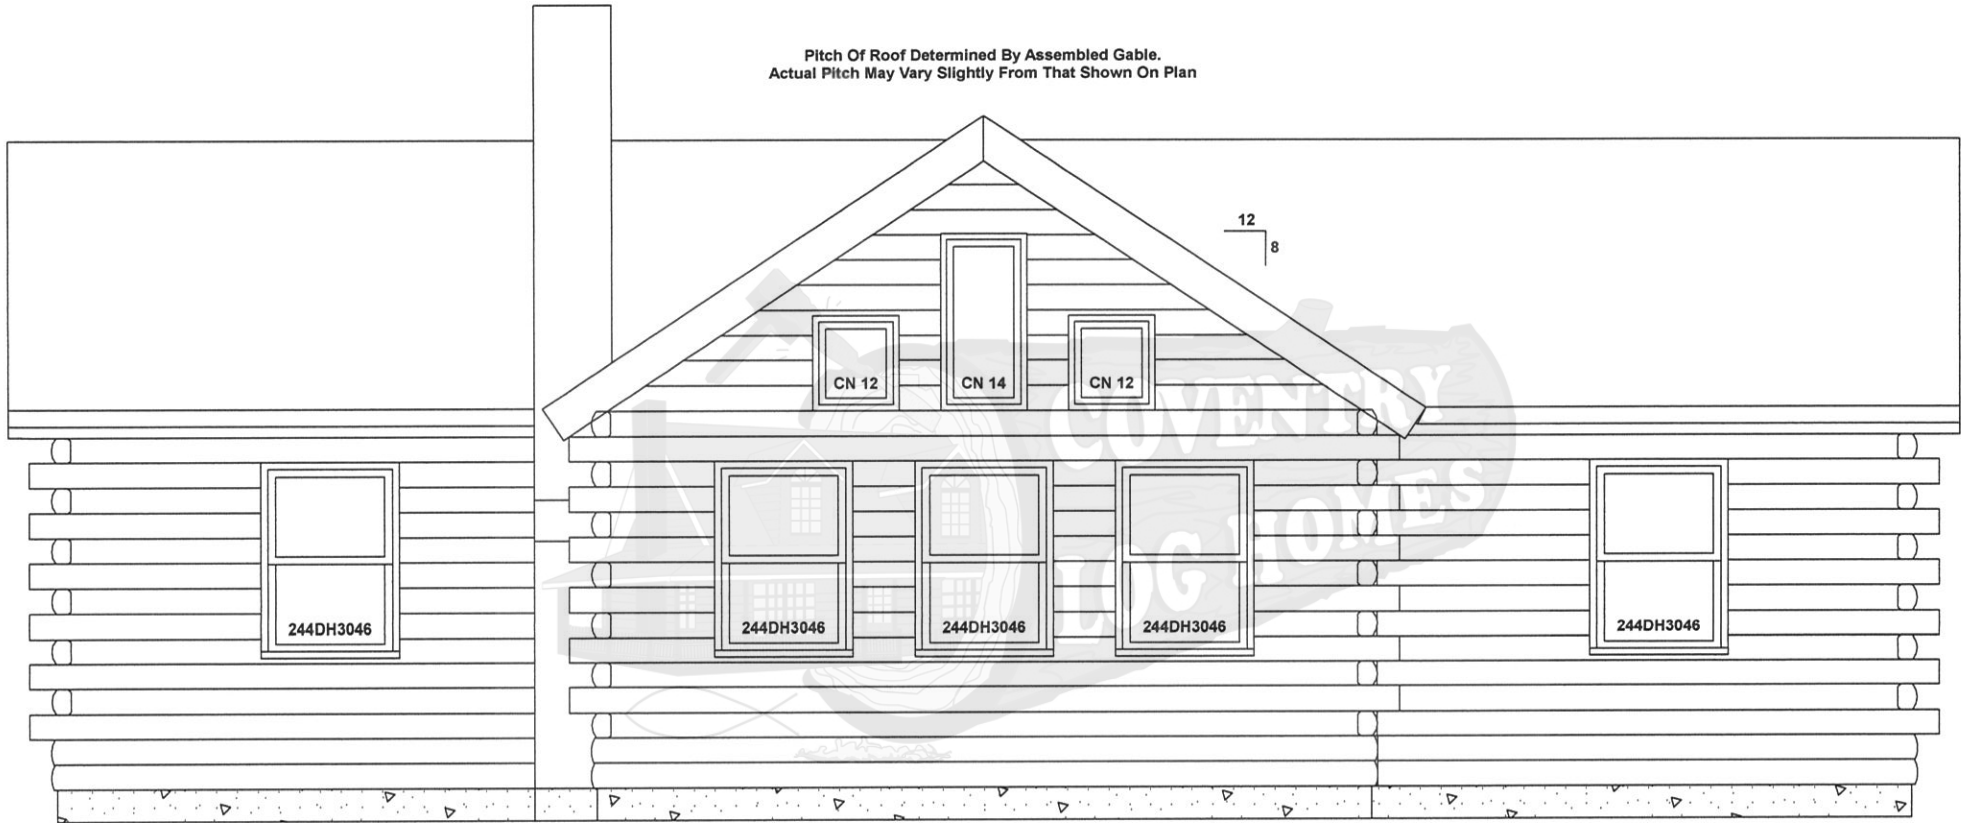 Pitch Of Roof Determined By Assembled Gable.
Actual Pitch May Vary Slightly From That Shown On Plan
12
8
CN 12
CN 14
CN 12
COVENTRY
LOG HOMES
244DH3046
244DH3046
244DH3046
244DH3046
244DH3046